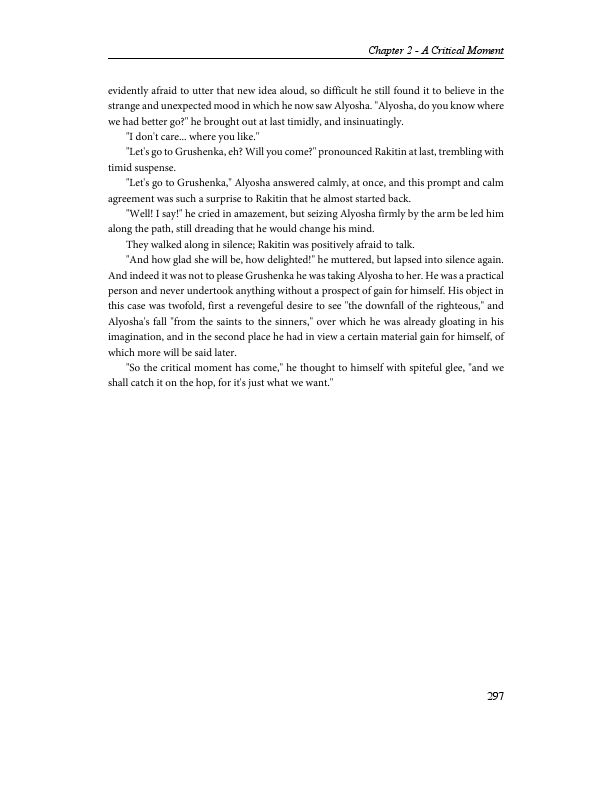 Chapter 2 - A Critical Moment
evidently afraid to utter that new idea aloud, so difficult he still found it to believe in the
strange and unexpected mood in which he now saw Alyosha. "Alyosha, do you know where
we had better go?" he brought out at last timidly, and insinuatingly.
"I don't care... where you like."
"Let's go to Grushenka, eh? Will you come?" pronounced Rakitin at last, trembling with
timid suspense.
"Let's go to Grushenka," Alyosha answered calmly, at once, and this prompt and calm
agreement was such a surprise to Rakitin that he almost started back.
"Well! I say!" he cried in amazement, but seizing Alyosha firmly by the arm be led him
along the path, still dreading that he would change his mind.
They walked along in silence; Rakitin was positively afraid to talk.
"And how glad she will be, how delighted!" he muttered, but lapsed into silence again.
And indeed it was not to please Grushenka he was taking Alyosha to her. He was a practical
person and never undertook anything without a prospect of gain for himself. His object in
this case was twofold, first a revengeful desire to see "the downfall of the righteous," and
Alyosha's fall "from the saints to the sinners," over which he was already gloating in his
imagination, and in the second place he had in view a certain material gain for himself, of
which more will be said later.
"So the critical moment has come," he thought to himself with spiteful glee, "and we
shall catch it on the hop, for it's just what we want."
297